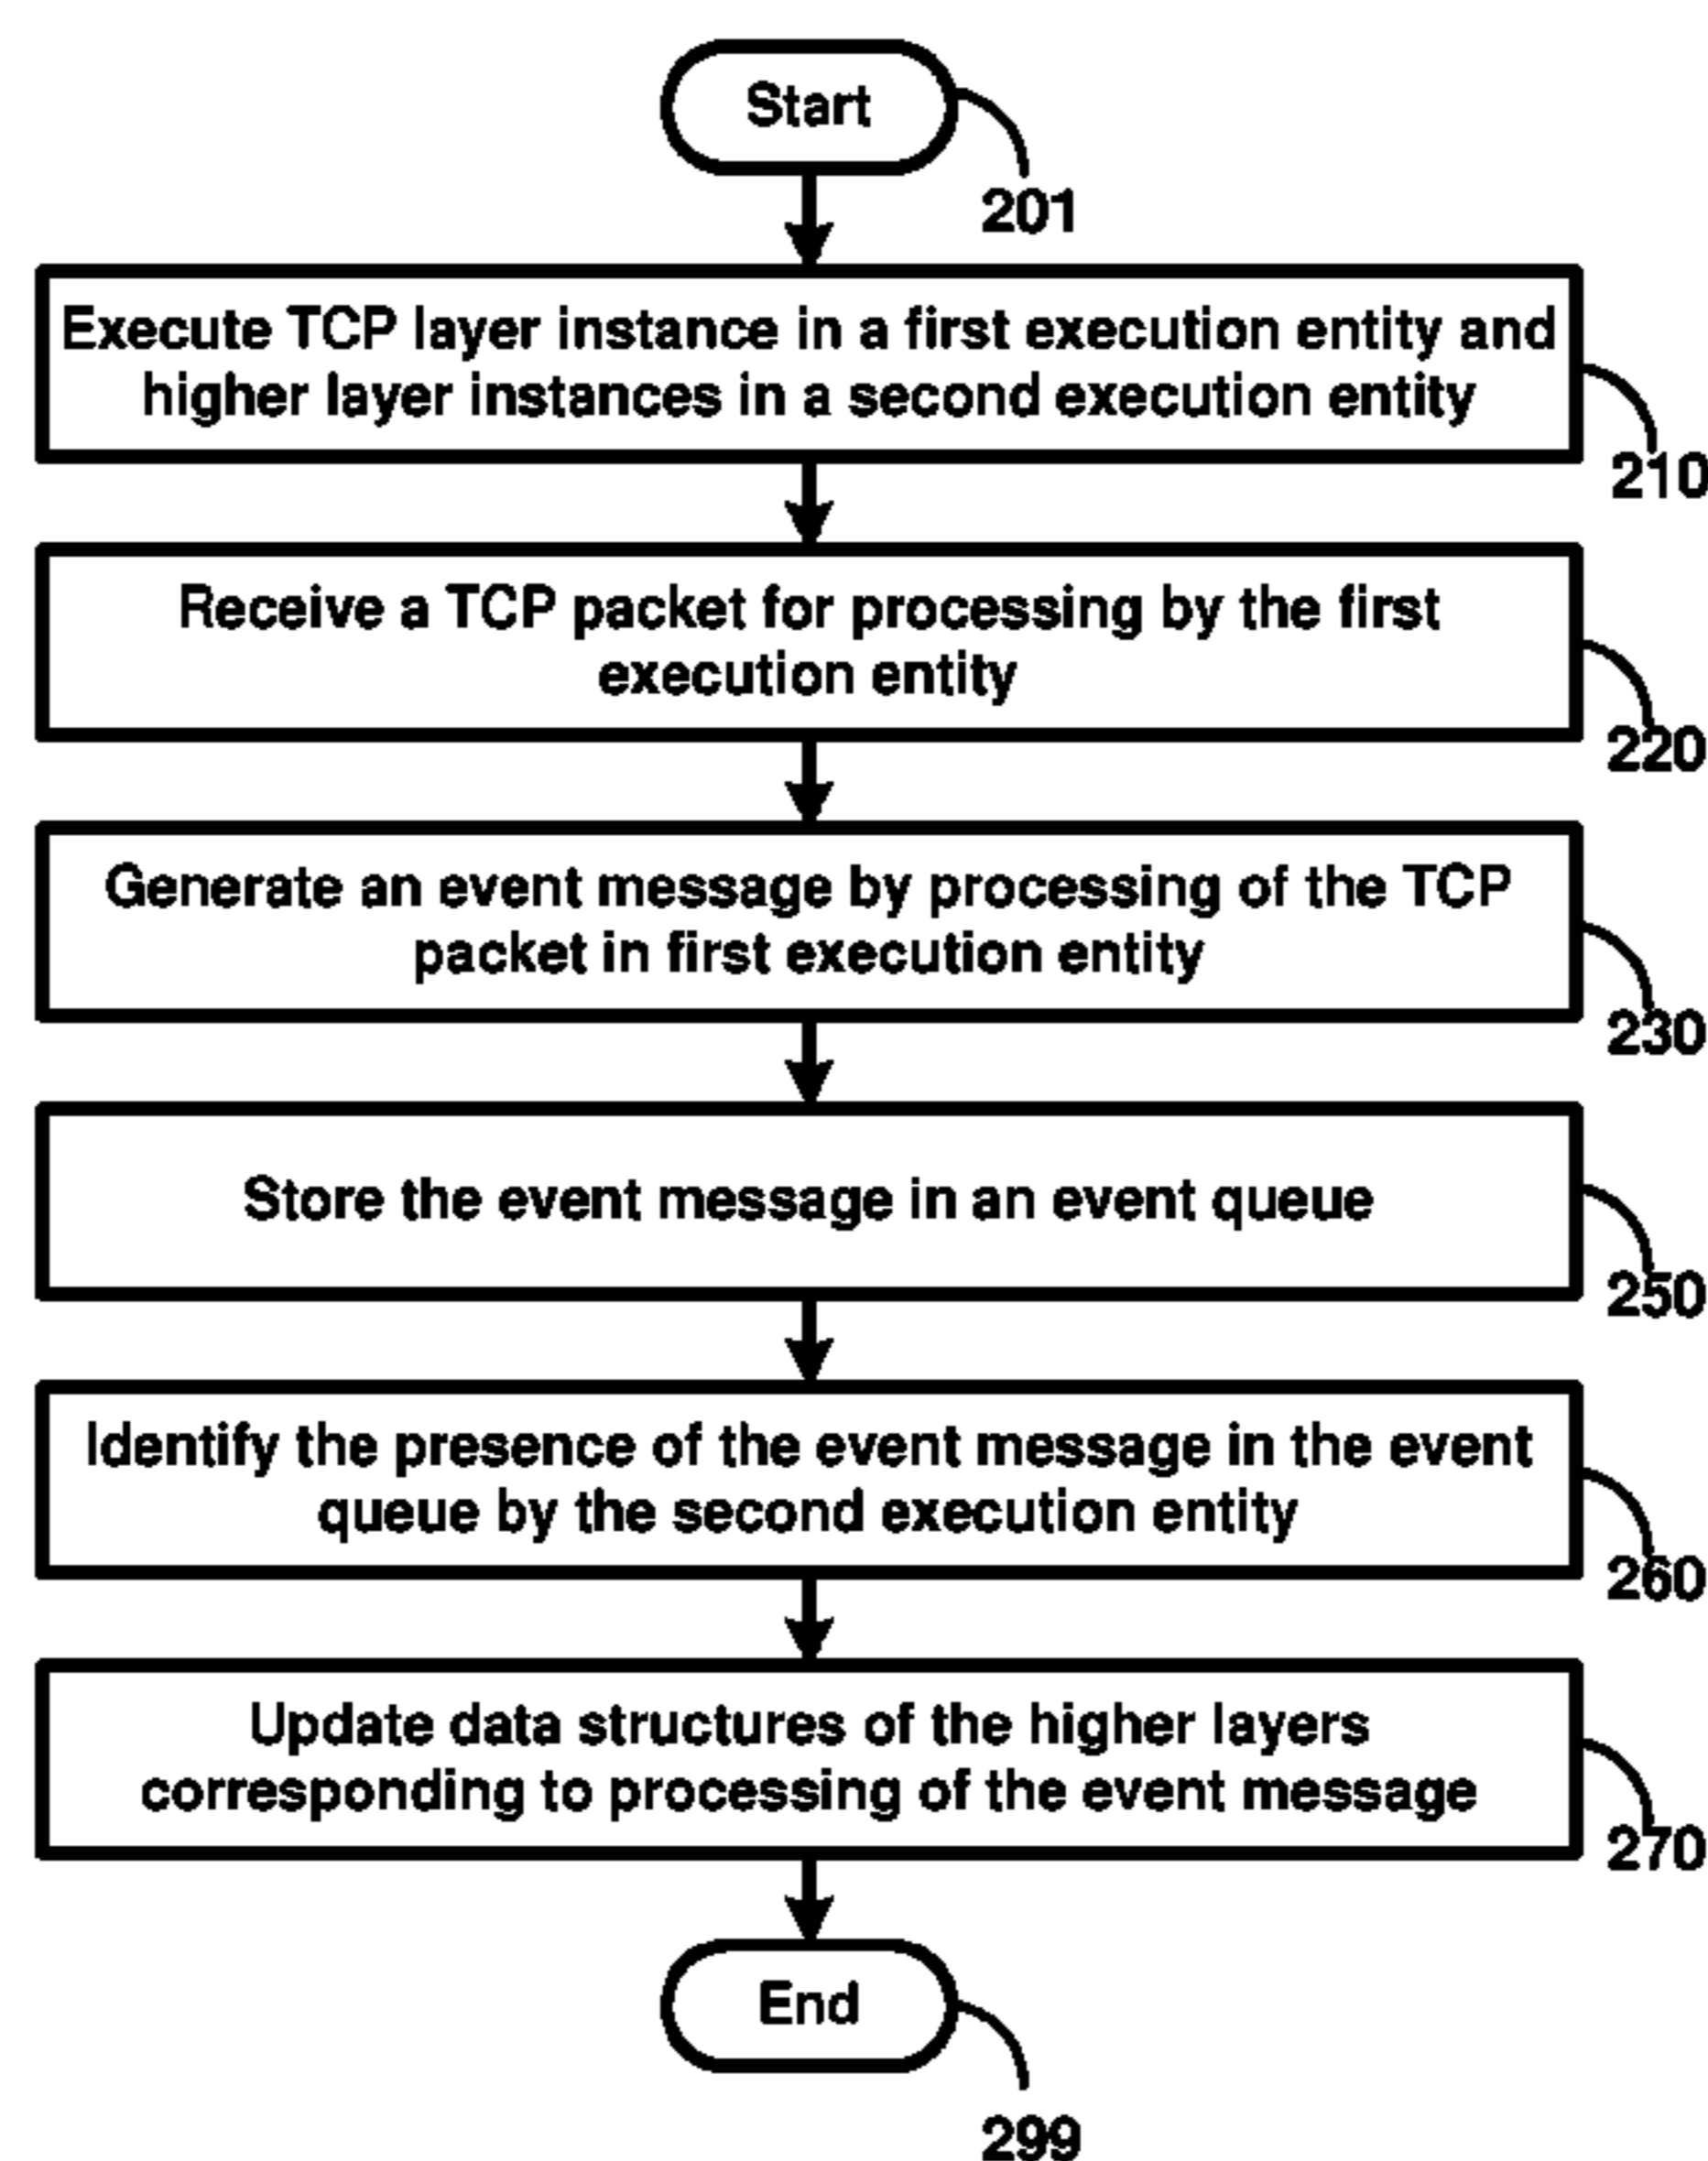 Start
201
Execute TCP layer instance in a first execution entity and
higher layer instances in a second execution entity
210
Receive a TCP packet for processing by the first
execution entity
220
Generate an event message by processing of the TCP
packet in first execution entity
230
Store the event message in an event queue
250
Identify the presence of the event message in the event
queue by the second execution entity
260
Update data structures of the higher layers
corresponding to processing of the event message
270
End
299